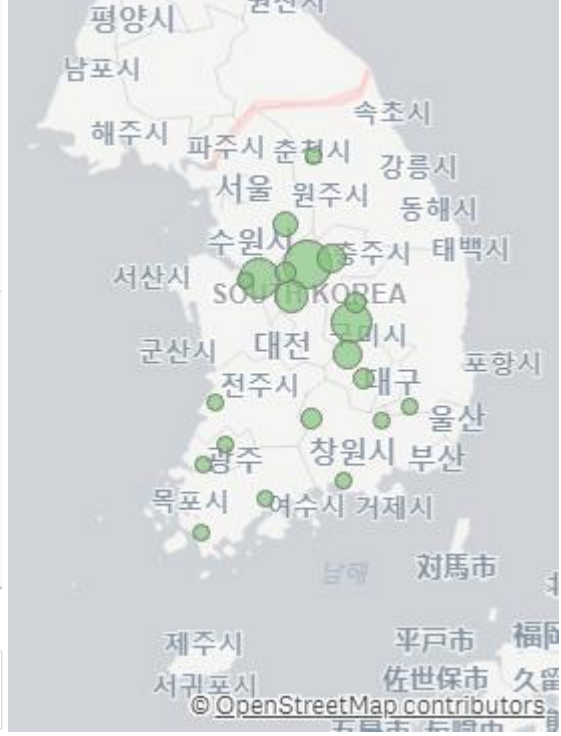 원산시
평양시
남포시
속초시
해주시
파주시 춘천시
강릉시
서울 원주시
동해시
수원시
충주시 태백시
서산시
SOUTH KOREA
구미시
대전
군산시
포항시
전주시
대구
울산
창원시
광주
부산
목포시
여수시 거제시
남해
対馬市
제주시
平戸市
佐世保市
서귀포시
© OpenStreetMap contributors